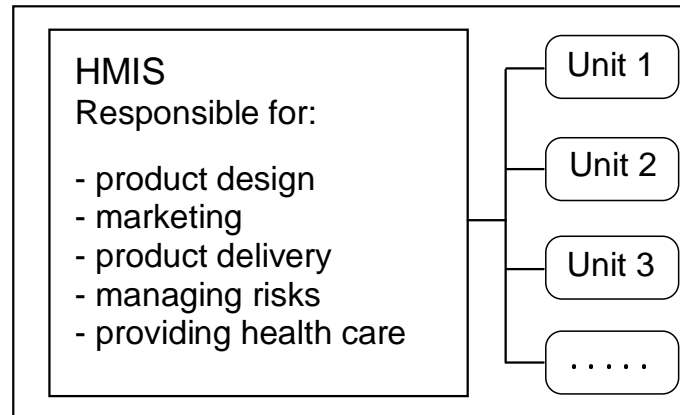 HMIS
Responsible for:
- product design
- marketing
- product delivery
- managing risks
- providing health care
Unit 1
Unit 2
Unit 3
. . . . .